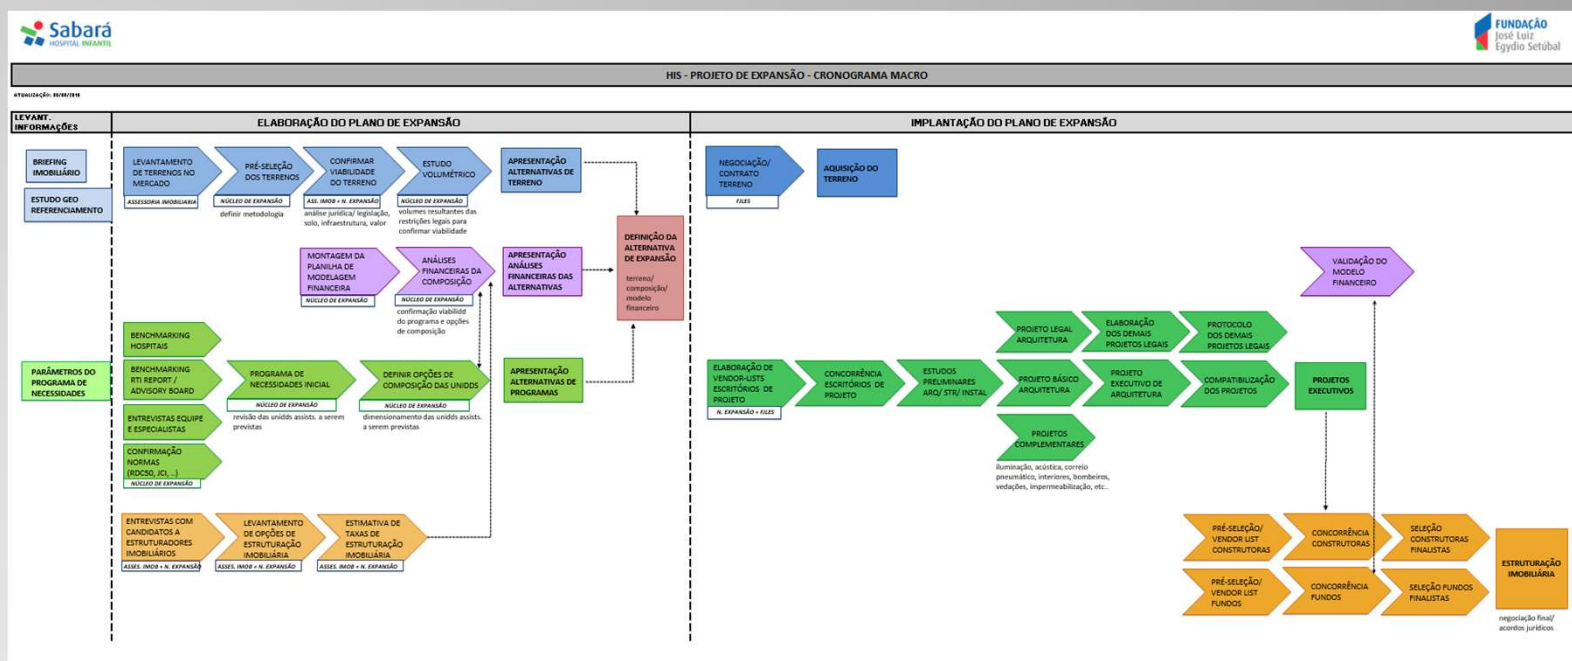 Sabará
HOSPITAL INFANTIL
FUNDAÇÃO
José Luiz
Egydio Setúbal
HIS - PROJETO DE EXPANSÃO - CRONOGRAMA MACRO
ATUALIZAÇÃO:
LEVANT.
INFORMAÇÕES
ELABORAÇÃO DO PLANO DE EXPANSÃO
IMPLANTAÇÃO DO PLANO DE EXPANSÃO
BRIEFING
IMOBILIÁRIO
ESTUDO GEO
REFERENCIAMENTO
LEVANTAMENTO
DE TERRENOS NO
MERCADO
ASSESSORIA IMOBILIARIA
PRÉ-SELEÇÃO
DOS TERRENOS
NÚCLEO DE EXPANSÃO
definir metodologia
CONFIRMAR
VIABILIDADE
DO TERRENO
ASS. IMOB + N. EXPANSÃO
análise jurídica/ legislação,
solo, infraestrutura, valor
ESTUDO
VOLUMÉTRICO
NÚCLEO DE EXPANSÃO
volumes resultantes das
restrições legais para
confirmar viabilidade
APRESENTAÇÃO
ALTERNATIVAS DE
TERRENO
NEGOCIAÇÃO/
CONTRATO
TERRENO
FJLES
AQUISIÇÃO DO
TERRENO
MONTAGEM DA
PLANILHA DE
MODELAGEM
FINANCEIRA
NÚCLEO DE EXPANSÃO
ANÁLISES
FINANCEIRAS DA
COMPOSIÇÃO
NÚCLEO DE EXPANSÃO
confirmação viabilidd
do programa e opções
de composição
APRESENTAÇÃO
ANÁLISES
FINANCEIRAS DAS
ALTERNATIVAS
DEFINIÇÃO DA
ALTERNATIVA
DE EXPANSÃO
terreno/
composição/
modelo
financeiro
VALIDAÇÃO DO
MODELO
FINANCEIRO
PARÂMETROS DO
PROGRAMA DE
NECESSIDADES
BENCHMARKING
HOSPITAIS
BENCHMARKING
RTI REPORT /
ADVISORY BOARD
ENTREVISTAS EQUIPE
E ESPECIALISTAS
CONFIRMAÇÃO
NORMAS
(RDC50, JCI, ..)
NÚCLEO DE EXPANSÃO
PROGRAMA DE
NECESSIDADES INICIAL
NÚCLEO DE EXPANSÃO
revisão das unidds assists. a serem
previstas
DEFINIR OPÇÕES DE
COMPOSIÇÃO DAS UNIDDS
NÚCLEO DE EXPANSÃO
dimensionamento das unidds assists.
a serem previstas
APRESENTAÇÃO
ALTERNATIVAS DE
PROGRAMAS
ELABORAÇÃO DE
VENDOR-LISTS
ESCRITÓRIOS DE
PROJETO
N. EXPANSÃO + FJLES
CONCORRÊNCIA
ESCRITÓRIOS DE
PROJETO
ESTUDOS
PRELIMINARES
ARQ/ STR/ INSTAL
PROJETO LEGAL
ARQUITETURA
ELABORAÇÃO
DOS DEMAIS
PROJETOS LEGAIS
PROTOCOLO
DOS DEMAIS
PROJETOS LEGAIS
PROJETO BÁSICO
ARQUITETURA
PROJETO
EXECUTIVO DE
ARQUITETURA
COMPATIBILIZAÇÃO
DOS PROJETOS
PROJETOS
EXECUTIVOS
PROJETOS
COMPLEMENTARES
iluminação, acústica, correio
pneumático, interiores, bombeiros,
vedações, impermeabilização, etc..
ENTREVISTAS COM
CANDIDATOS A
ESTRUTURADORES
IMOBILIÁRIOS
ASSES. IMOB + N. EXPANSÃO
LEVANTAMENTO
DE OPÇÕES DE
ESTRUTURAÇÃO
IMOBILIÁRIA
ASSES. IMOB + N. EXPANSÃO
ESTIMATIVA DE
TAXAS DE
ESTRUTURAÇÃO
IMOBILIÁRIA
ASSES. IMOB + N. EXPANSÃO
PRÉ-SELEÇÃO/
VENDOR LIST
CONSTRUTORAS
CONCORRÊNCIA
CONSTRUTORAS
SELEÇÃO
CONSTRUTORAS
FINALISTAS
PRÉ-SELEÇÃO/
VENDOR LIST
FUNDOS
CONCORRÊNCIA
FUNDOS
SELEÇÃO FUNDOS
FINALISTAS
ESTRUTURAÇÃO
IMOBILIÁRIA
negociação final/
acordos jurídicos